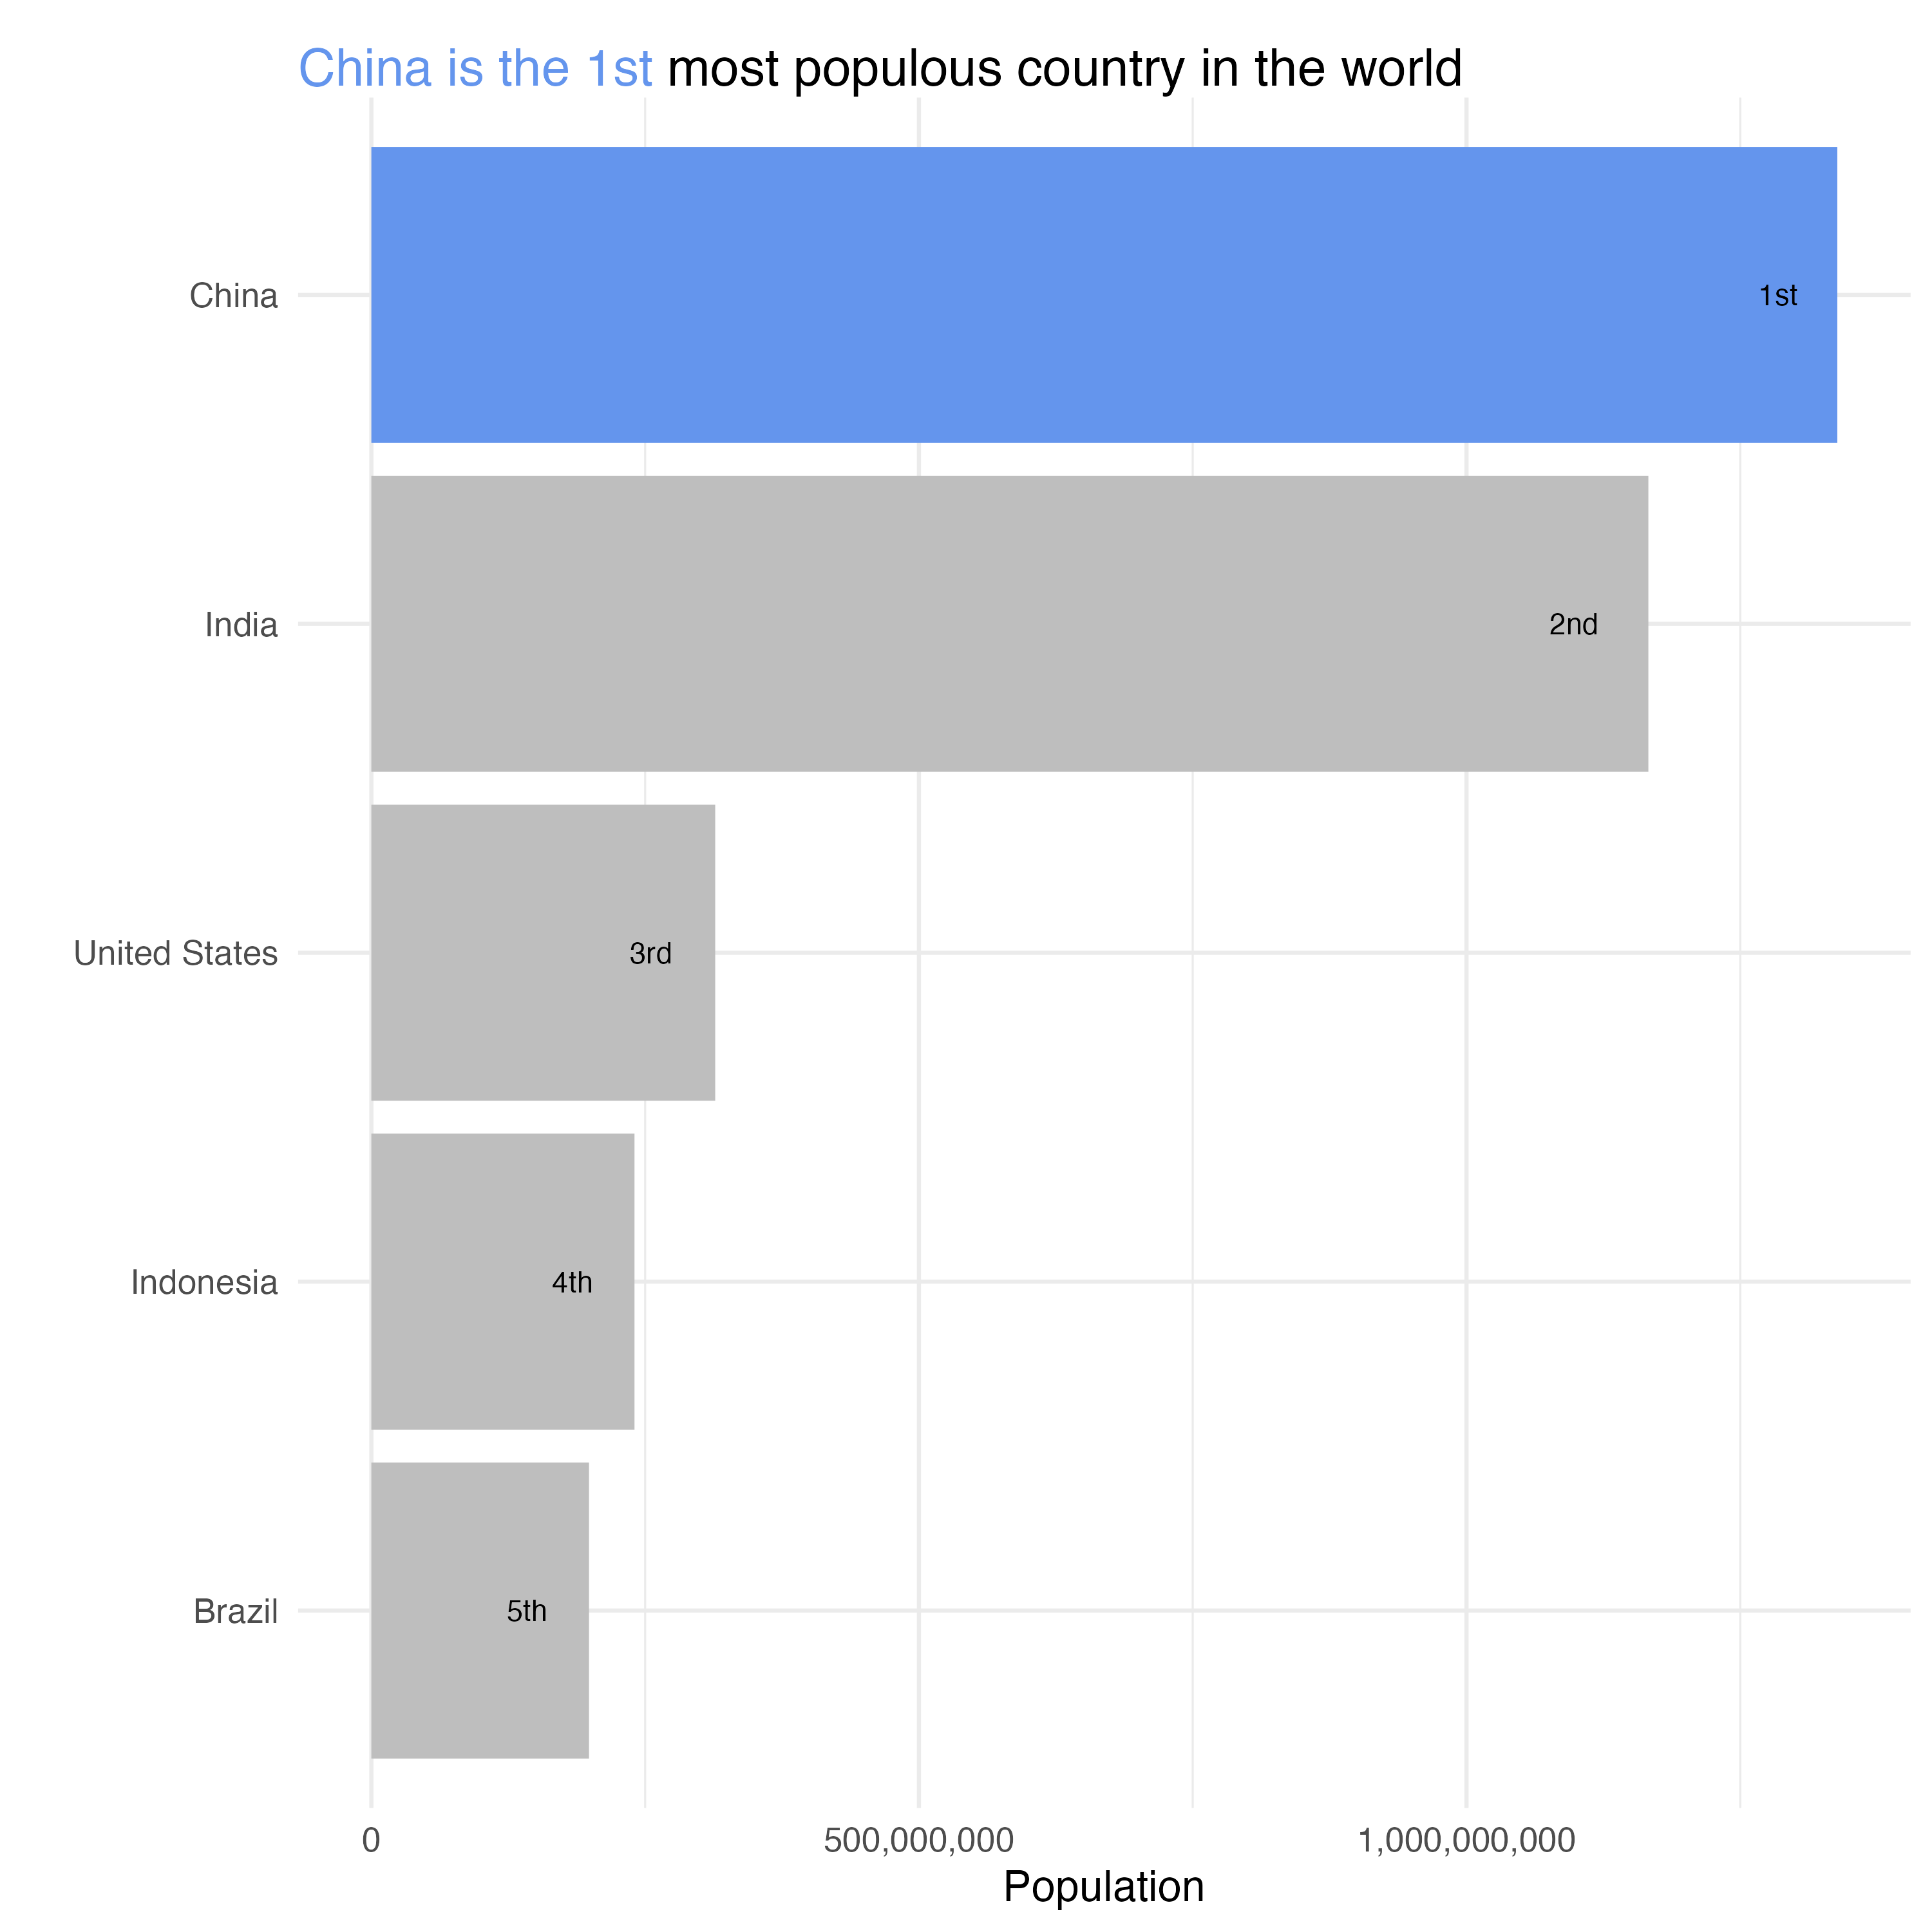 China is the 1st most populous country in the world
China
1st
India
2nd
United States
3rd
Indonesia
4th
Brazil
5th
0 500,000,000 1,000,000,000
Population